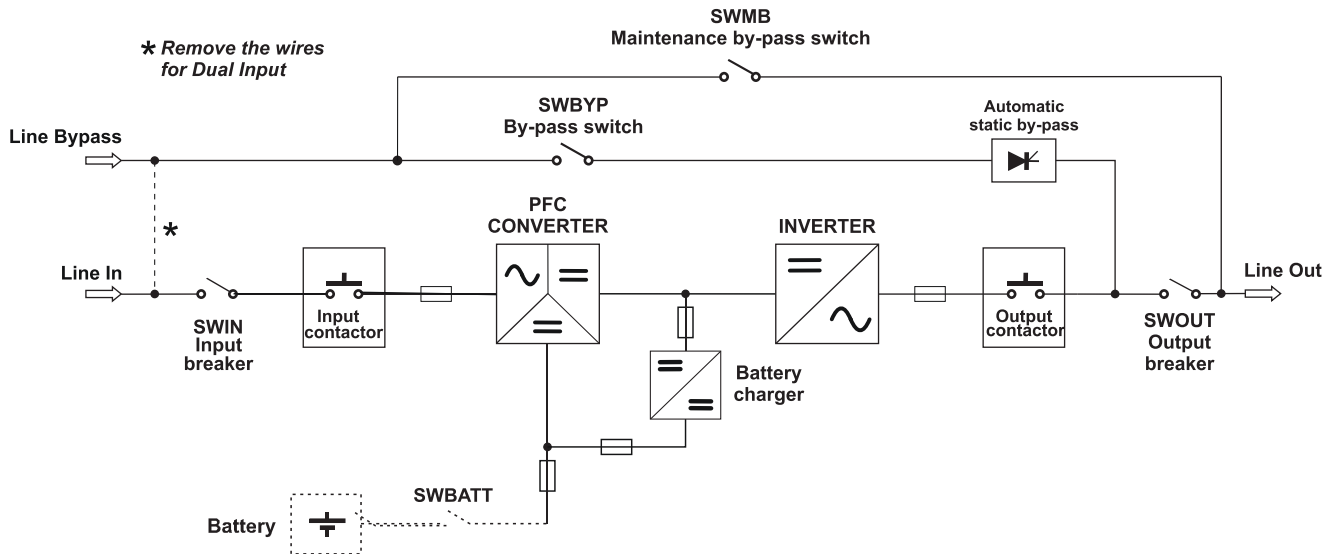 SWMB
Maintenance by-pass switch
* Remove the wires
for Dual Input
SWBYP
By-pass switch
Automatic
static by-pass
Line Bypass
*
PFC
CONVERTER
INVERTER
Line In
Line Out
SWIN
Input
breaker
Input
contactor
Output
contactor
SWOUT
Output
breaker
Battery
charger
SWBATT
Battery